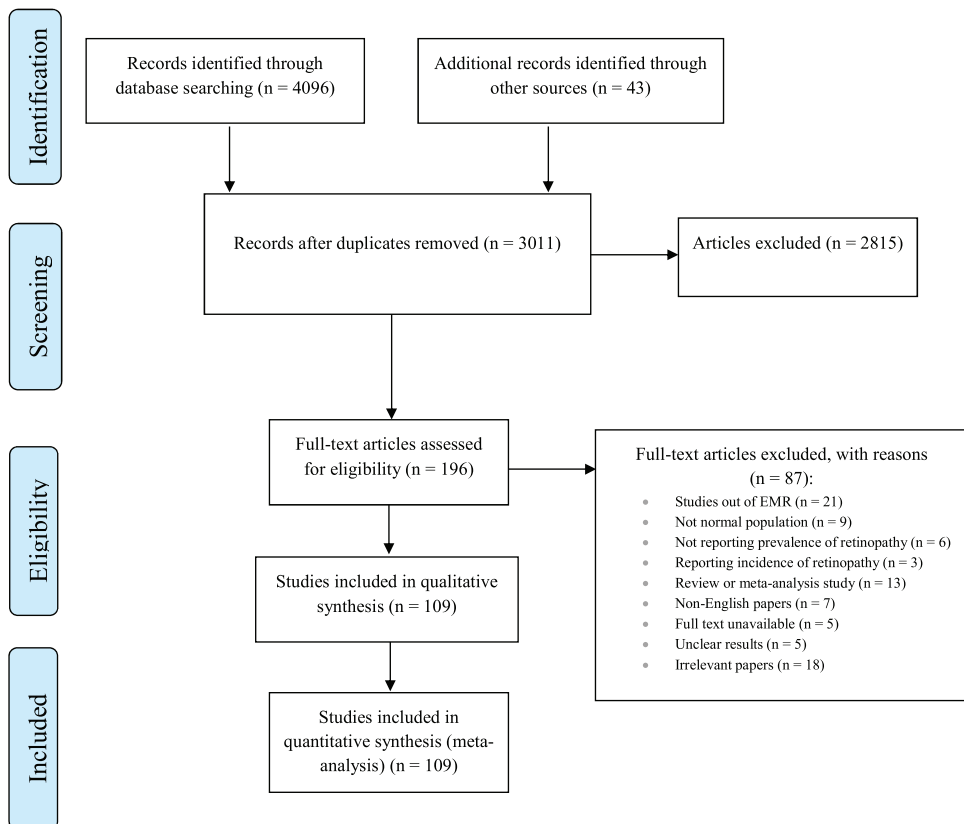 Identification
Records identified through
database searching (n = 4096)
Additional records identified through
other sources (n = 43)
Screening
Records after duplicates removed (n = 3011)
Articles excluded (n = 2815)
Eligibility
Full-text articles assessed
for eligibility (n = 196)
Full-text articles excluded, with reasons
(n = 87):
• Studies out of EMR (n = 21)
• Not normal population (n = 9)
• Not reporting prevalence of retinopathy (n = 6)
• Reporting incidence of retinopathy (n = 3)
• Review or meta-analysis study (n = 13)
• Non-English papers (n = 7)
• Full text unavailable (n = 5)
• Unclear results (n = 5)
• Irrelevant papers (n = 18)
Studies included in qualitative
synthesis (n = 109)
Included
Studies included in
quantitative synthesis (meta-
analysis) (n = 109)